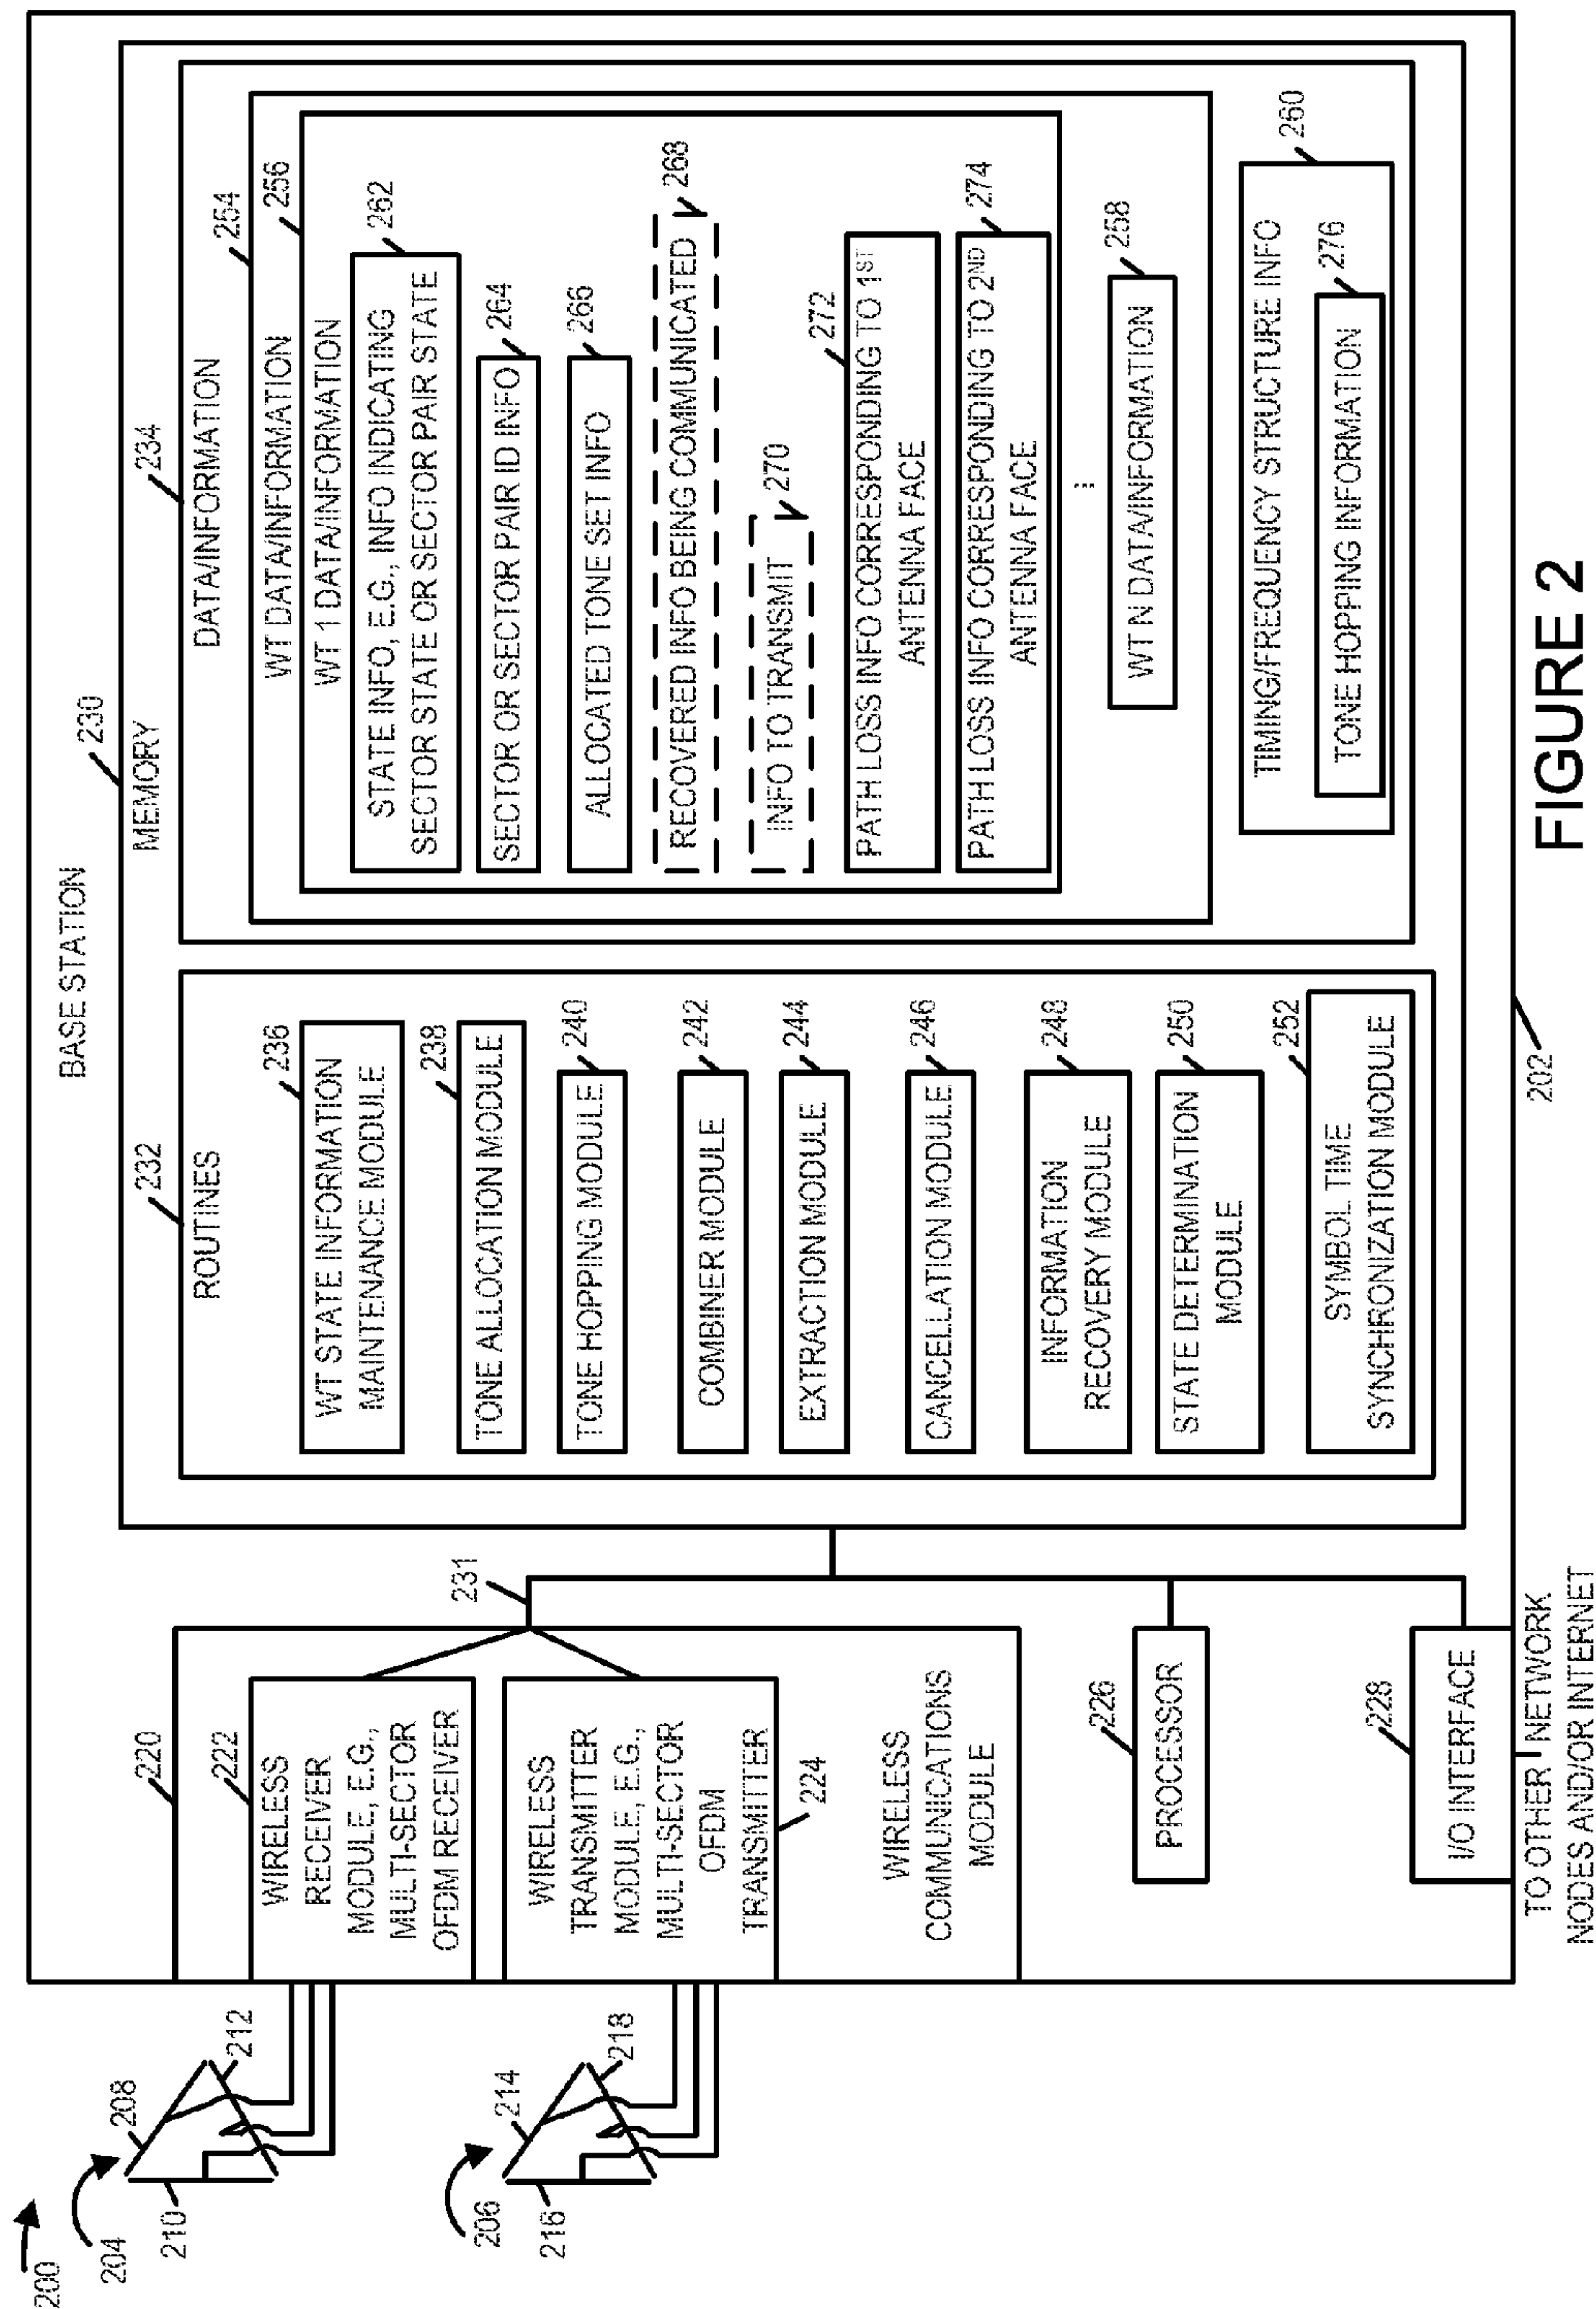 200
204
208
210
212
206
214
216
218
BASE STATION
220
222
WIRELESS
RECEIVER
MODULE, E.G.,
MULTI-SECTOR
OFDM RECEIVER
WIRELESS
TRANSMITTER
MODULE, E.G.,
MULTI-SECTOR
OFDM
TRANSMITTER
224
WIRELESS
COMMUNICATIONS
MODULE
231
226
PROCESSOR
228
I/O INTERFACE
TO OTHER NETWORK
NODES AND/OR INTERNET
230
MEMORY
232
ROUTINES
236
WT STATE INFORMATION
MAINTENANCE MODULE
238
TONE ALLOCATION MODULE
240
TONE HOPPING MODULE
242
COMBINER MODULE
244
EXTRACTION MODULE
246
CANCELLATION MODULE
248
INFORMATION
RECOVERY MODULE
250
STATE DETERMINATION
MODULE
252
SYMBOL TIME
SYNCHRONIZATION MODULE
234
DATA/INFORMATION
254
WT DATA/INFORMATION
256
WT 1 DATA/INFORMATION
262
STATE INFO, E.G., INFO INDICATING
SECTOR STATE OR SECTOR PAIR STATE
264
SECTOR OR SECTOR PAIR ID INFO
266
ALLOCATED TONE SET INFO
268
RECOVERED INFO BEING COMMUNICATED
270
INFO TO TRANSMIT
272
PATH LOSS INFO CORRESPONDING TO 1ST
ANTENNA FACE
274
PATH LOSS INFO CORRESPONDING TO 2ND
ANTENNA FACE
...
258
WT N DATA/INFORMATION
260
TIMING/FREQUENCY STRUCTURE INFO
276
TONE HOPPING INFORMATION
202
FIGURE 2